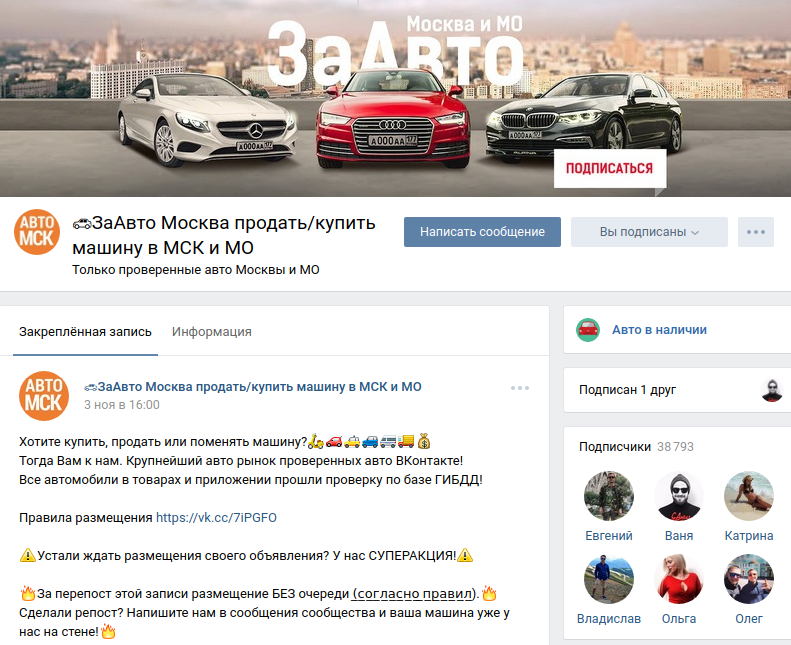 Москва и МО
ЗаАвто
А000АА 177
А000АА 177
А000АА 177
ALPINA
ПОДПИСАТЬСЯ
АВТО
МСК
🚗ЗаАвто Москва продать/купить
машину в МСК и МО
Только проверенные авто Москвы и МО
Написать сообщение
Вы подписаны
Закреплённая запись
Информация
Авто в наличии
АВТО
МСК
🚗ЗаАвто Москва продать/купить машину в МСК и МО
3 ноя в 16:00
Подписан 1 друг
Хотите купить, продать или поменять машину?🛵🚗🚕🚙🚐🚚💰
Тогда Вам к нам. Крупнейший авто рынок проверенных авто ВКонтакте!
Все автомобили в товарах и приложении прошли проверку по базе ГИБДД!
Правила размещения https://vk.cc/7iPGFO
⚠Устали ждать размещения своего объявления? У нас СУПЕРАКЦИЯ!⚠
🔥За перепост этой записи размещение БЕЗ очереди (согласно правил).🔥
Сделали репост? Напишите нам в сообщения сообщества и ваша машина уже у
нас на стене!🔥
Подписчики 38 793
Евгений
Ваня
Катрина
Владислав
Ольга
Олег